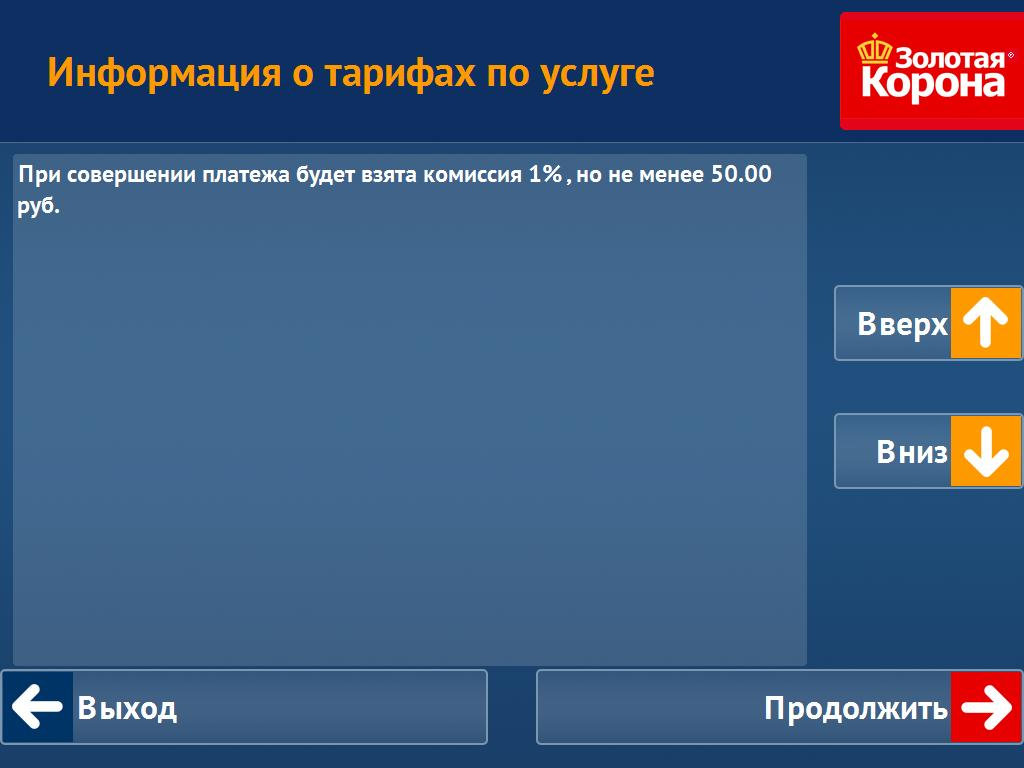 Информация о тарифах по услуге
Золотая
Корона
При совершении платежа будет взята комиссия 1% , но не менее 50.00
руб.
Вверх
Вниз
Выход
Продолжить